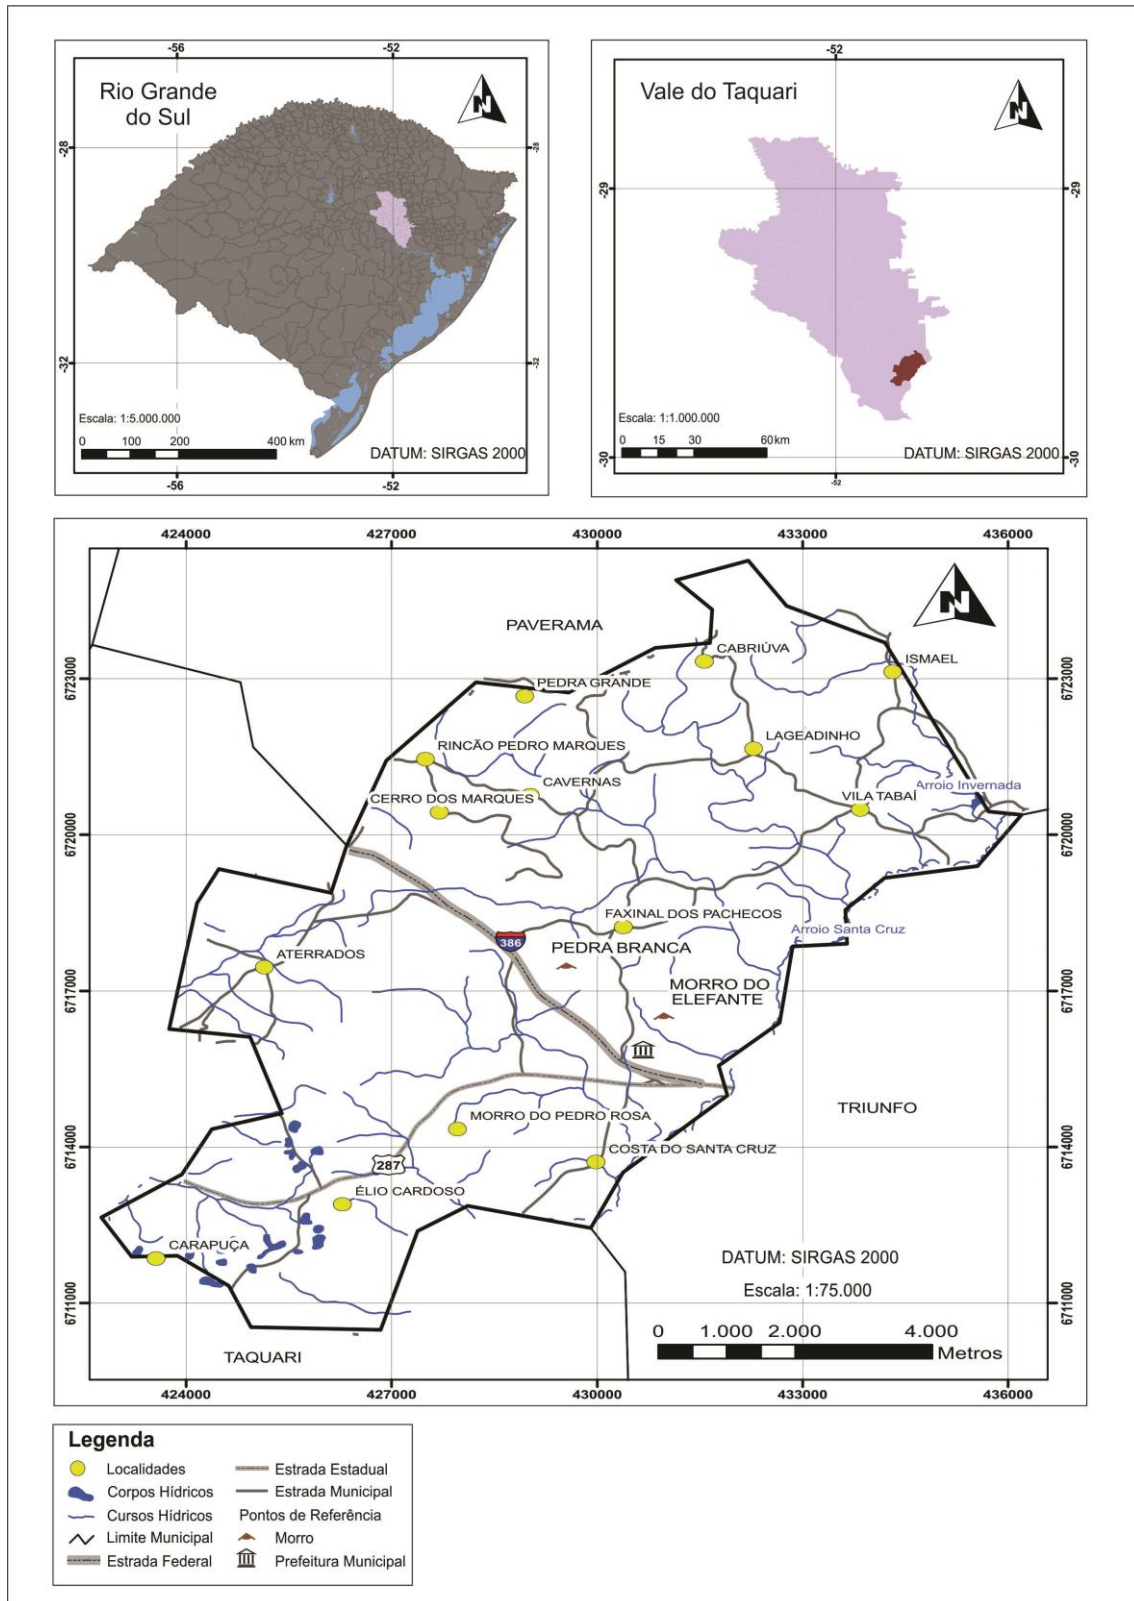 -56
-52
Rio Grande
do Sul
N
-28
-28
-32
-32
Escala: 1:5.000.000
0 100 200 400 km
DATUM: SIRGAS 2000
-56
-52
-52
Vale do Taquari
N
-29
-29
Escala: 1:1.000.000
0 15 30 60 km
DATUM: SIRGAS 2000
-30
-30
-52
424000 427000 430000 433000 436000
N
PAVERAMA
CABRIÚVA
ISMAEL
6723000
6723000
PEDRA GRANDE
RINCÃO PEDRO MARQUES
LAGEADINHO
CAVERNAS
Arroio Invernada
CERRO DOS MARQUES
VILA TABAÍ
6720000
6720000
FAXINAL DOS PACHECOS
Arroio Santa Cruz
386
PEDRA BRANCA
ATERRADOS
MORRO DO
ELEFANTE
6717000
6717000
TRIUNFO
MORRO DO PEDRO ROSA
6714000
6714000
COSTA DO SANTA CRUZ
287
ÉLIO CARDOSO
CARAPUÇA
DATUM: SIRGAS 2000
Escala: 1:75.000
6711000
6711000
0 1.000 2.000 4.000
Metros
TAQUARI
424000 427000 430000 433000 436000
Legenda
Localidades
Estrada Estadual
Corpos Hídricos
Estrada Municipal
Cursos Hídricos
Pontos de Referência
Limite Municipal
Morro
Estrada Federal
Prefeitura Municipal